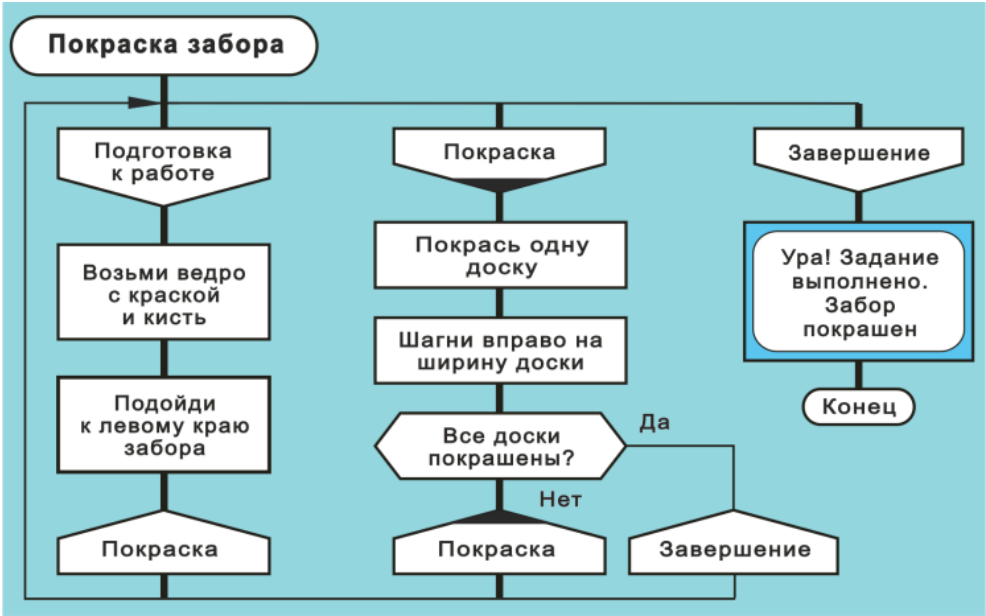 Покраска забора
Подготовка
к работе
Возьми ведро
с краской
и кисть
Подойди
к левому краю
забора
Покраска
Покраска
Покрась одну
доску
Шагни вправо на
ширину доски
Все доски
покрашены?
Да
Нет
Покраска
Завершение
Завершение
Ура! Задание
выполнено.
Забор
покрашен
Конец